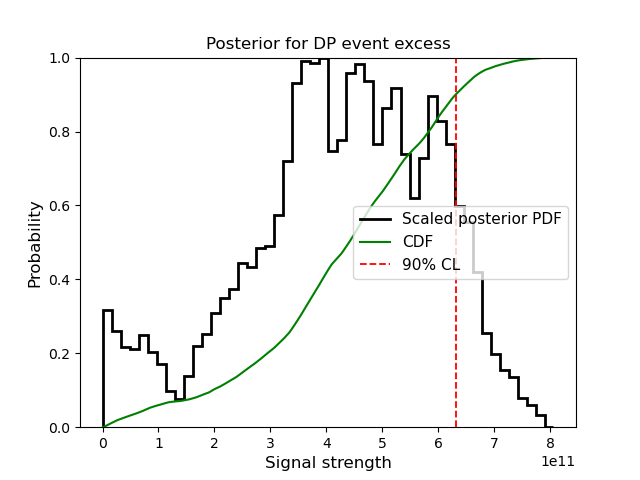 Posterior for DP event excess
Probability
1.0
0.8
0.6
0.4
0.2
0.0
Scaled posterior PDF
CDF
90% CL
0 1 2 3 4 5 6 7 8
1e11
Signal strength